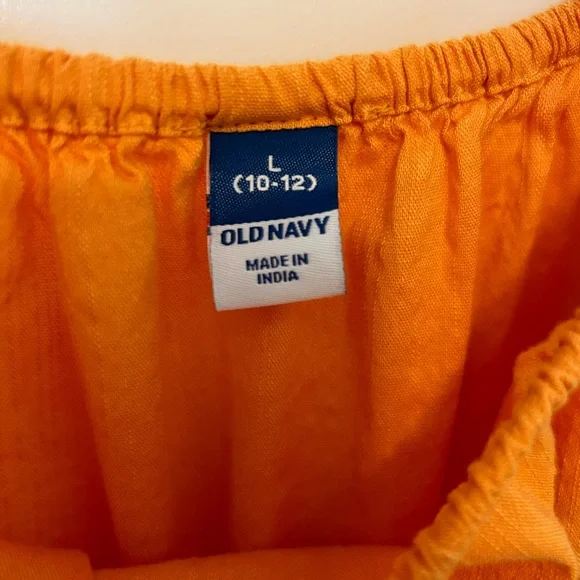 L
(10-12)
OLD NAVY
MADE IN
INDIA